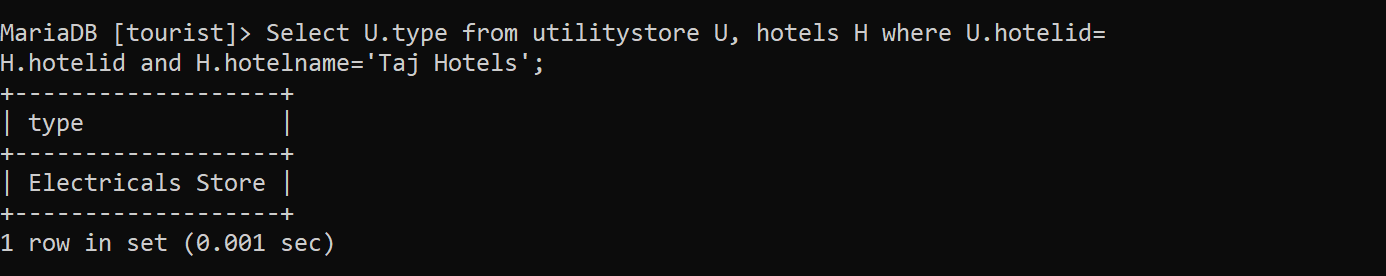 MariaDB [tourist]> Select U.type from utilitystore U, hotels H where U.hotelid=
H.hotelid and H.hotelname='Taj Hotels';
+------------------+
| type             |
+------------------+
| Electricals Store |
+------------------+
1 row in set (0.001 sec)